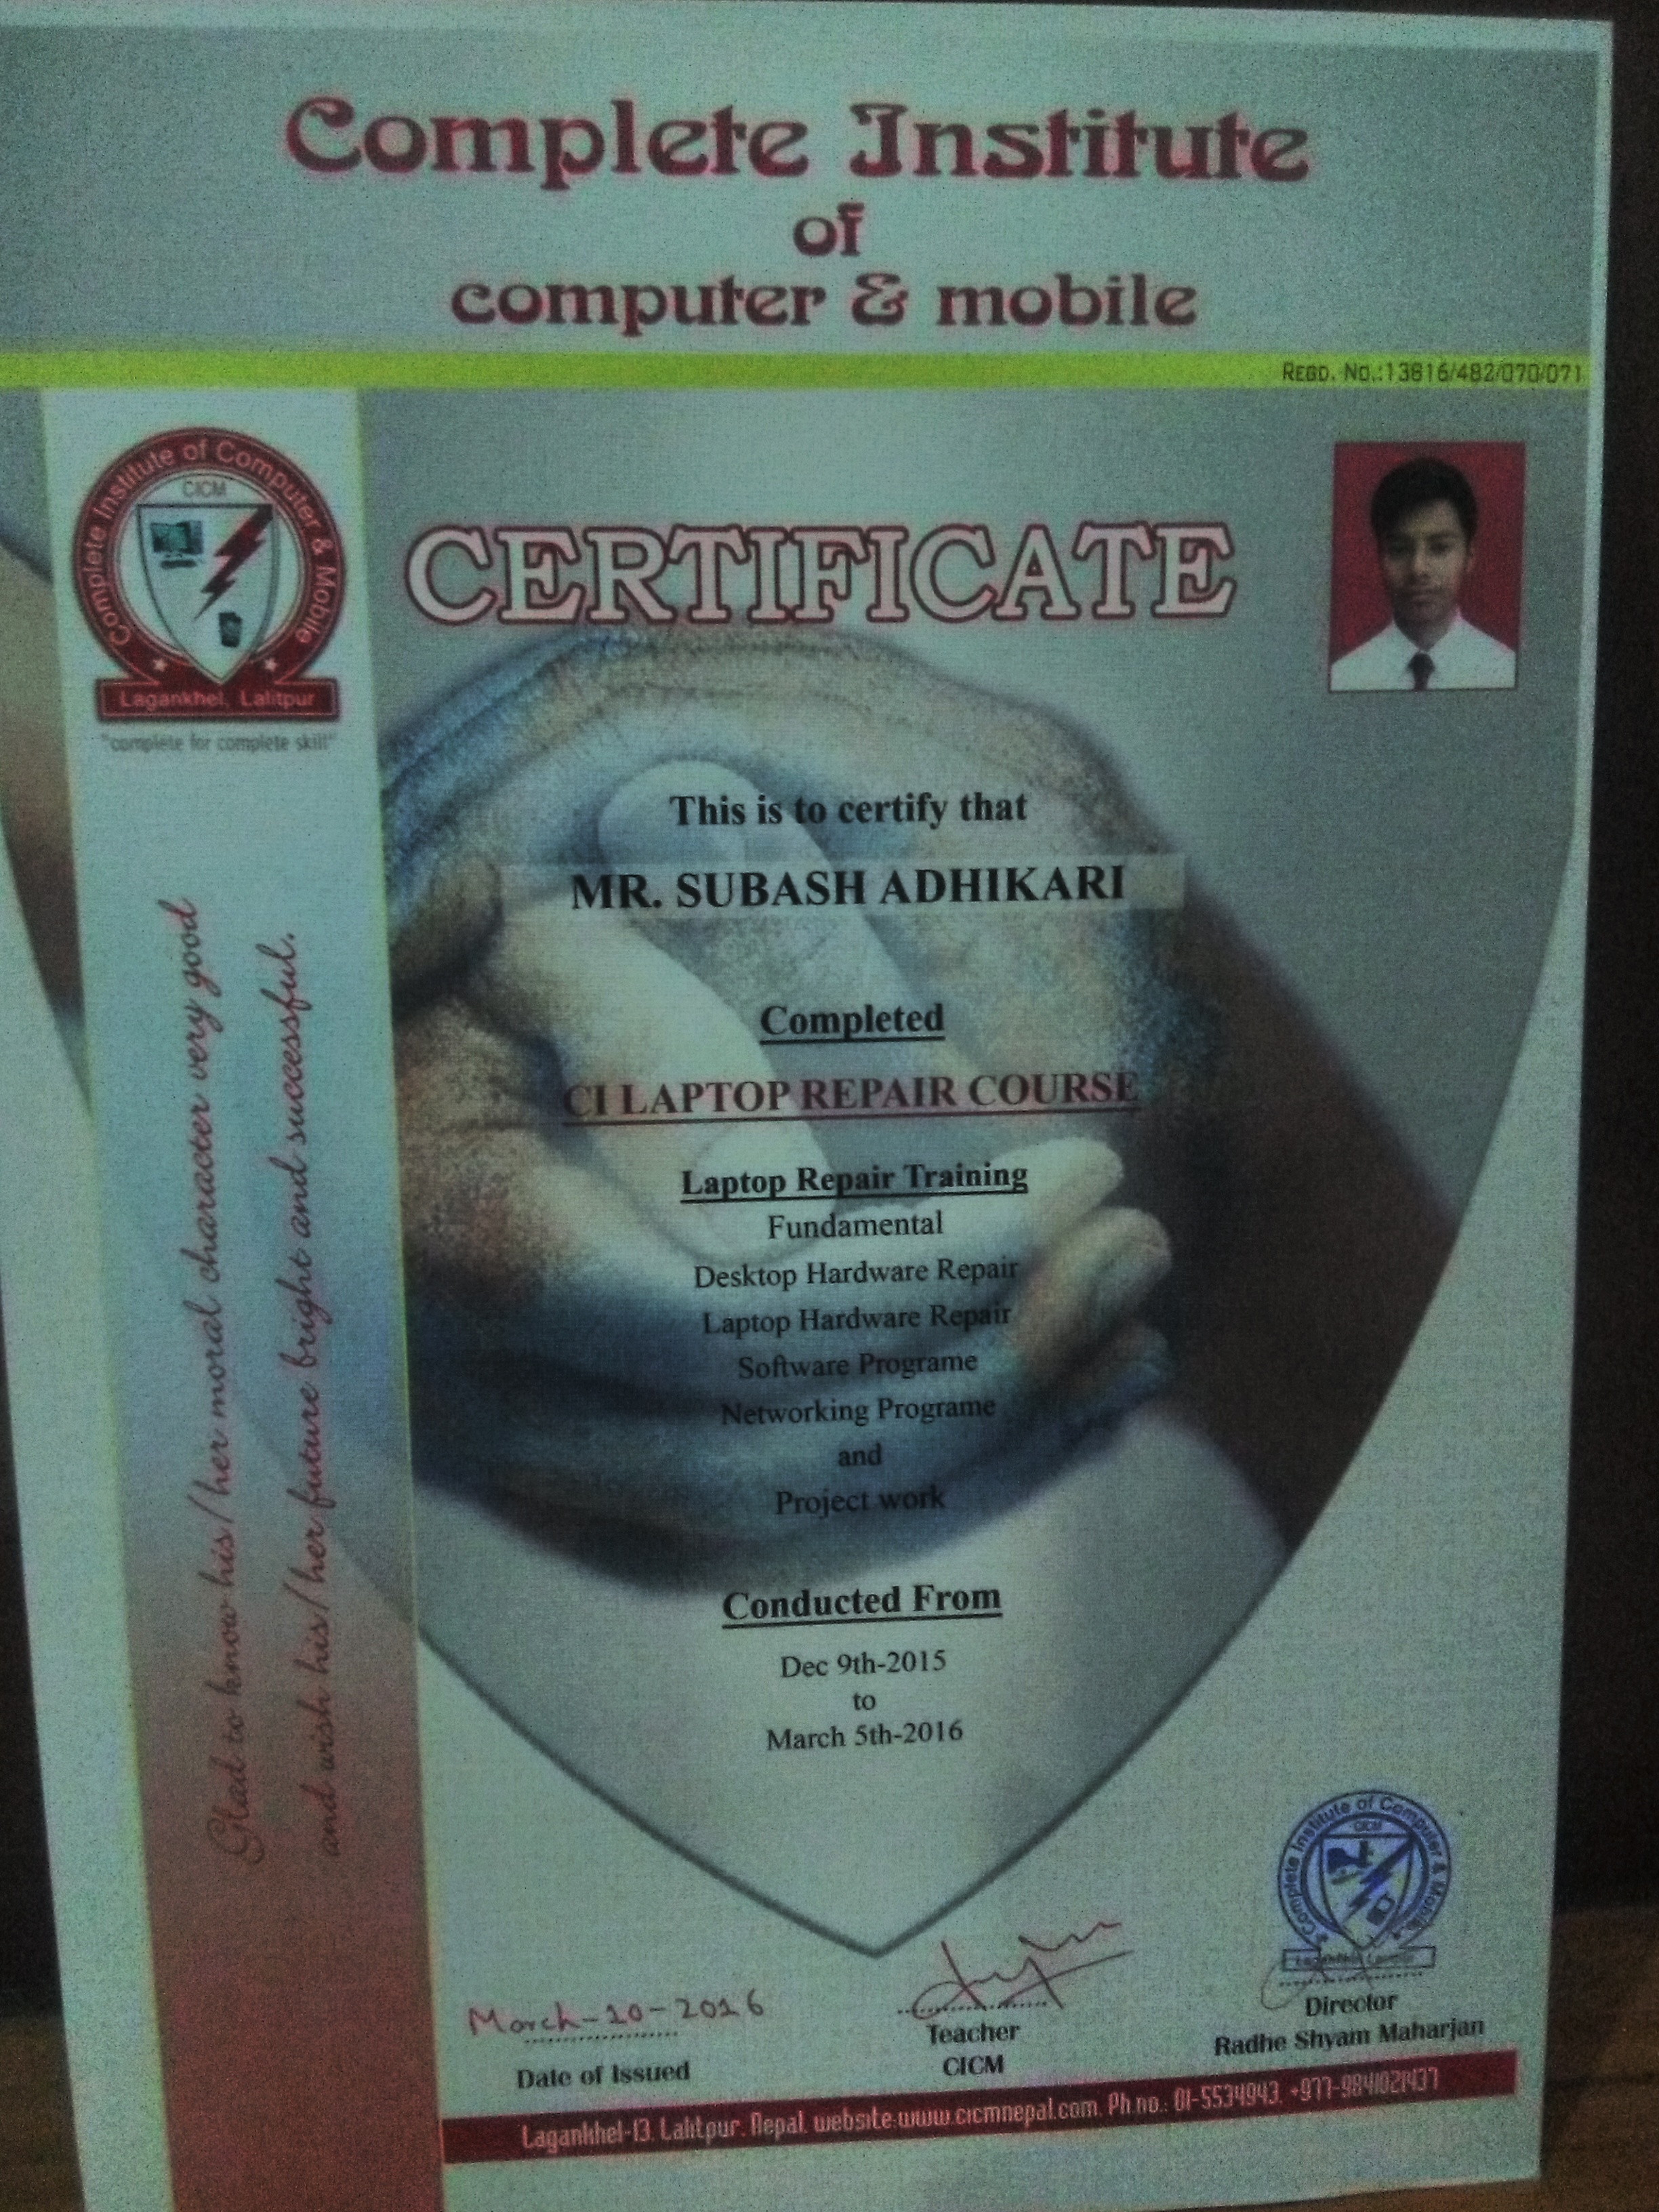 Complete Institute
of
computer & mobile
REGD. NO.:13816/482/070/071
Complete Institute of Computer & Mobile
CICM
Lagankhel, Lalitpur
"complete for complete skill"
CERTIFICATE
This is to certify that
MR. SUBASH ADHIKARI
Completed
CI LAPTOP REPAIR COURSE
Laptop Repair Training
Fundamental
Desktop Hardware Repair
Laptop Hardware Repair
Software Programe
Networking Programe
and
Project work
Conducted From
Dec 9th-2015
to
March 5th-2016
Glad to know his/her moral character very good
and wish his/her future bright and successful.
Complete Institute of Computer & Mobile
CICM
Lagankhel, Lalitpur
March-10-2016
Date of Issued
Teacher
CICM
Director
Radhe Shyam Maharjan
Lagankhel-13, Lalitpur, Nepal, website:www.cicmnepal.com, Ph.no.: 01-5534943, +977-9841021437